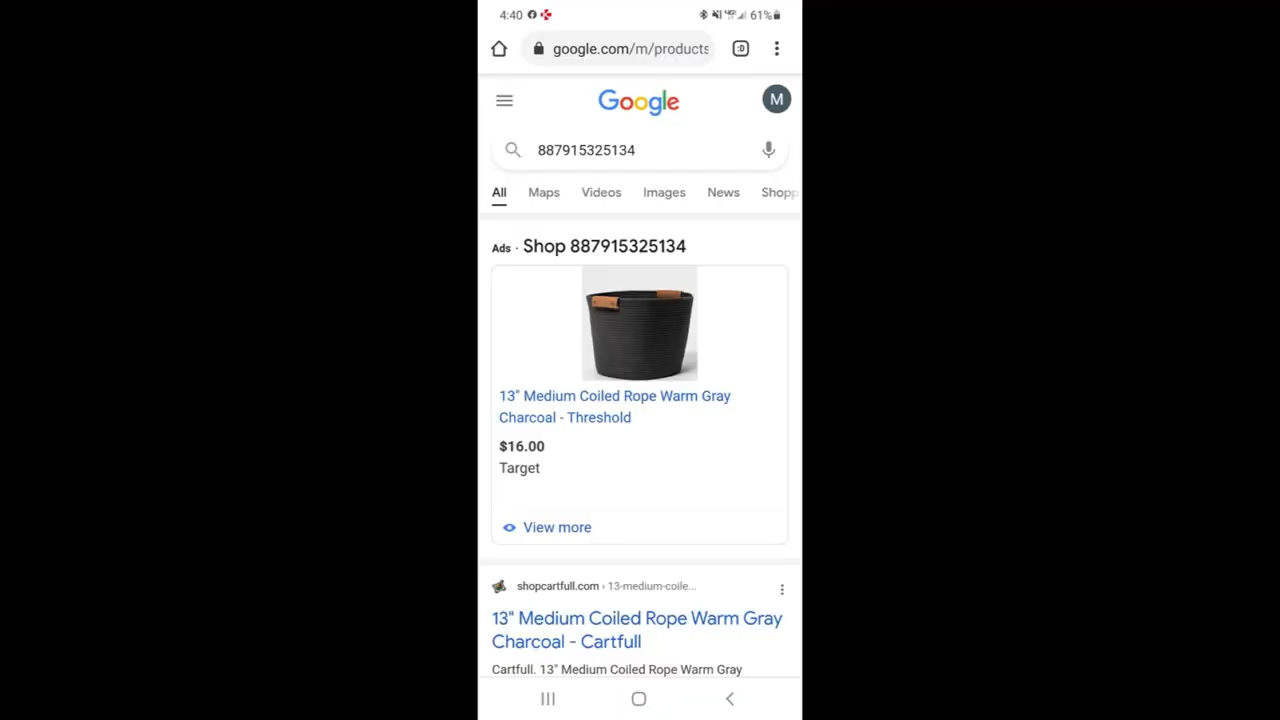 4:40 61%
google.com/m/products :D
Google M
887915325134
All Maps Videos Images News Shopp
Ads · Shop 887915325134
13" Medium Coiled Rope Warm Gray
Charcoal - Threshold
$16.00
Target
View more
shopcartfull.com › 13-medium-coile...
13" Medium Coiled Rope Warm Gray
Charcoal - Cartfull
Cartfull. 13" Medium Coiled Rope Warm Gray